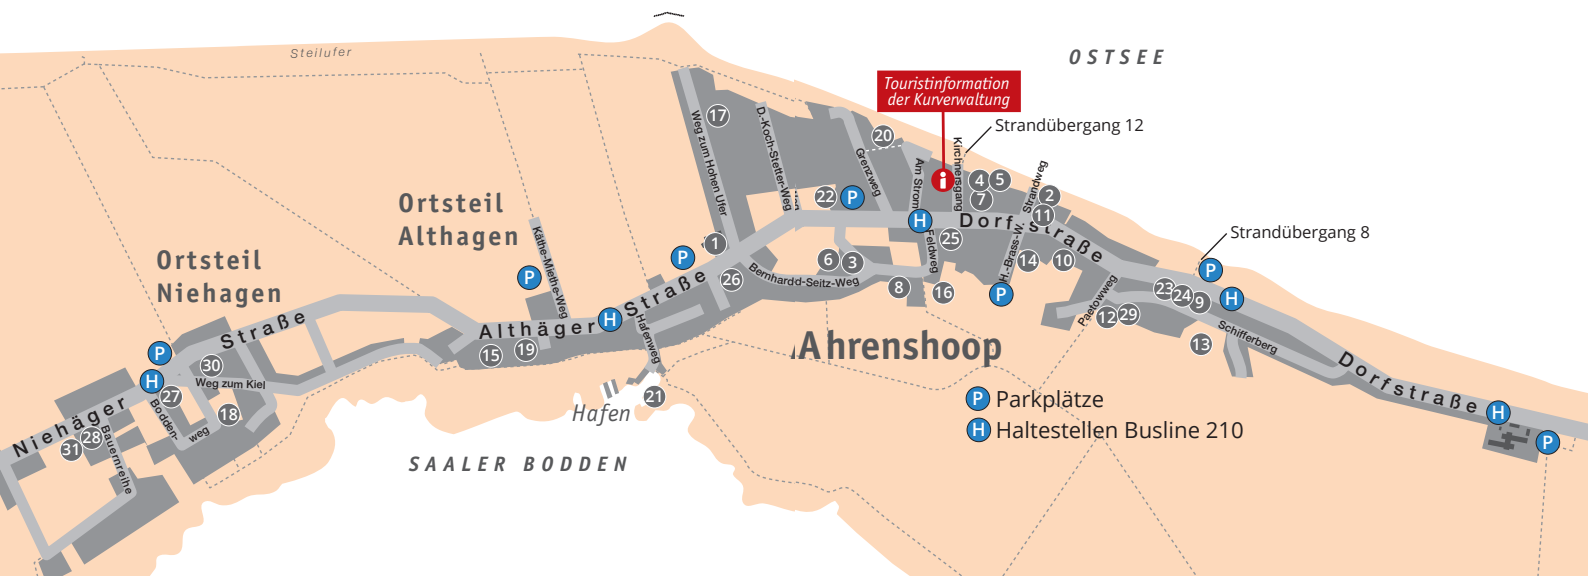 Steilufer
OSTSEE
Touristinformation
der Kurverwaltung
Strandübergang 12
17
20
Weg zum Hohen Ufer
D.-Koch-Stetter-Weg
Grenzweg
Am Strom
Kirchnersgang
i
4
5
7
Strandweg
2
11
22
P
H
Dorfstraße
Strandübergang 8
Ortsteil
Althagen
Käthe-Miethe-Weg
P
P
1
26
6
3
Bernhardd-Seitz-Weg
8
Feldweg
25
16
H.-Brass-W.
14
10
P
Paetowweg
12
29
23
24
9
P
H
Schifferberg
13
Ortsteil
Niehagen
Althäger Straße
H
15
19
Hafenweg
21
Hafen
Ahrenshoop
P Parkplätze
H Haltestellen Busline 210
Dorfstraße
H
P
P
H
30
Weg zum Kiel
27
18
Bodden-
weg
Niehäger Straße
28
31
Bauernreihe
SAALER BODDEN